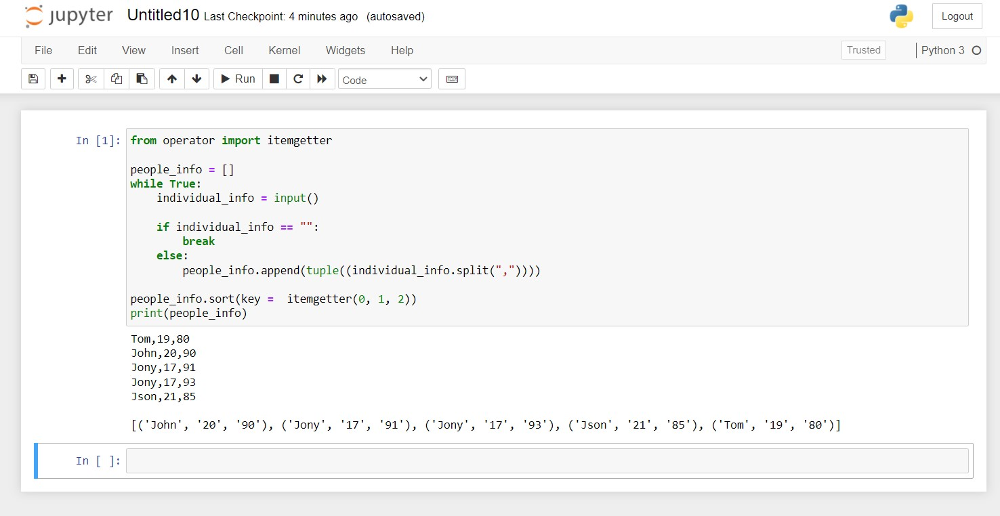 jupyter Untitled10 Last Checkpoint: 4 minutes ago (autosaved) Logout
File Edit View Insert Cell Kernel Widgets Help Trusted Python 3
Run Code
In [1]: from operator import itemgetter
people_info = []
while True:
    individual_info = input()
    if individual_info == "":
        break
    else:
        people_info.append(tuple((individual_info.split(","))))
people_info.sort(key =  itemgetter(0, 1, 2))
print(people_info)
Tom,19,80
John,20,90
Jony,17,91
Jony,17,93
Json,21,85
[('John', '20', '90'), ('Jony', '17', '91'), ('Jony', '17', '93'), ('Json', '21', '85'), ('Tom', '19', '80')]
In [ ]: